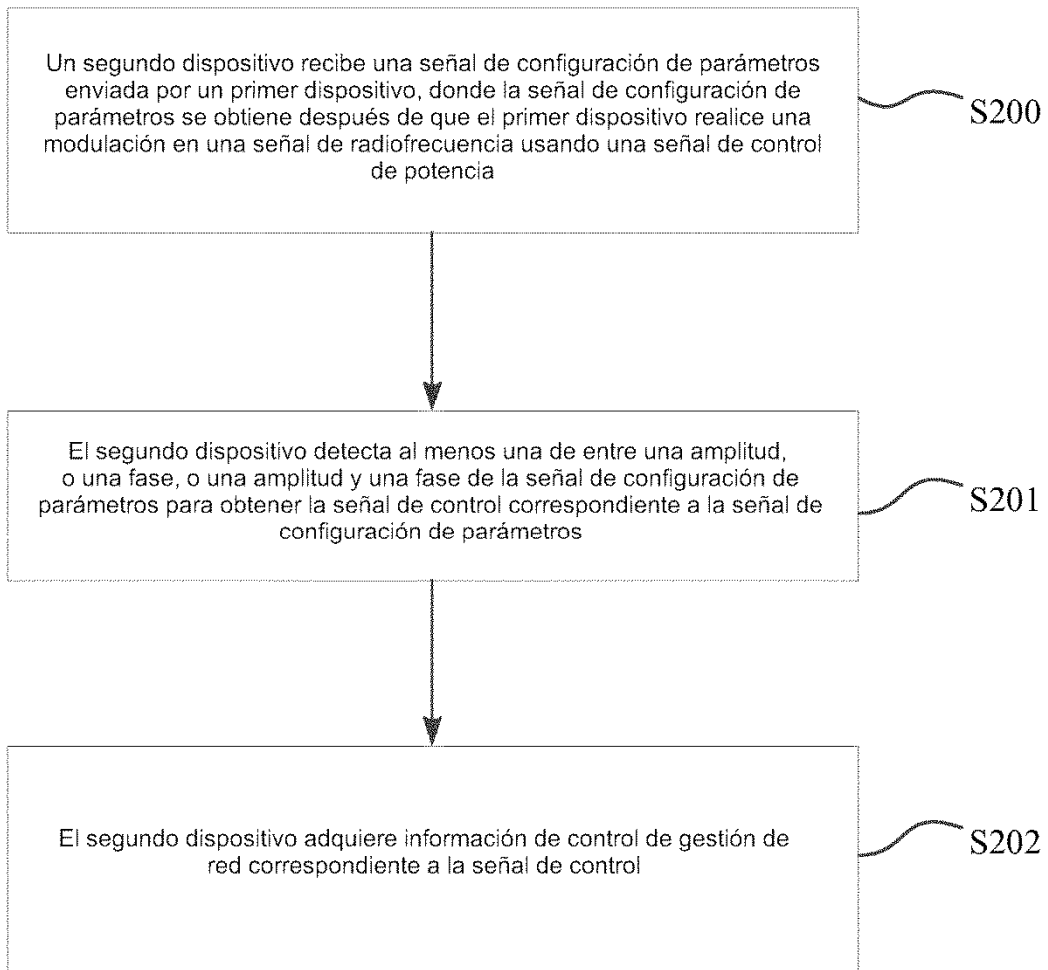 Un segundo dispositivo recibe una señal de configuración de parámetros
enviada por un primer dispositivo, donde la señal de configuración de
parámetros se obtiene después de que el primer dispositivo realice una
modulación en una señal de radiofrecuencia usando una señal de control
de potencia
S200
El segundo dispositivo detecta al menos una de entre una amplitud,
o una fase, o una amplitud y una fase de la señal de configuración de
parámetros para obtener la señal de control correspondiente a la señal de
configuración de parámetros
S201
El segundo dispositivo adquiere información de control de gestión de
red correspondiente a la señal de control
S202